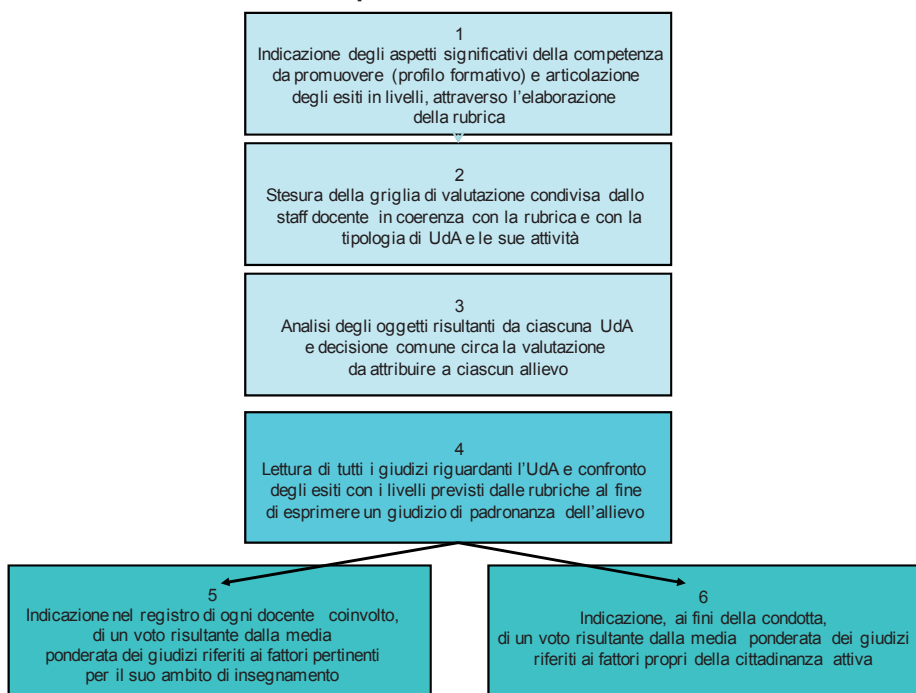 1
Indicazione degli aspetti significativi della competenza
da promuovere (profilo formativo) e articolazione
degli esiti in livelli, attraverso l'elaborazione
della rubrica
2
Stesura della griglia di valutazione condivisa dallo
staff docente in coerenza con la rubrica e con la
tipologia di UdA e le sue attività
3
Analisi degli oggetti risultanti da ciascuna UdA
e decisione comune circa la valutazione
da attribuire a ciascun allievo
4
Lettura di tutti i giudizi riguardanti l'UdA e confronto
degli esiti con i livelli previsti dalle rubriche al fine
di esprimere un giudizio di padronanza dell'allievo
5
Indicazione nel registro di ogni docente coinvolto,
di un voto risultante dalla media
ponderata dei giudizi riferiti ai fattori pertinenti
per il suo ambito di insegnamento
6
Indicazione, ai fini della condotta,
di un voto risultante dalla media ponderata dei giudizi
riferiti ai fattori propri della cittadinanza attiva